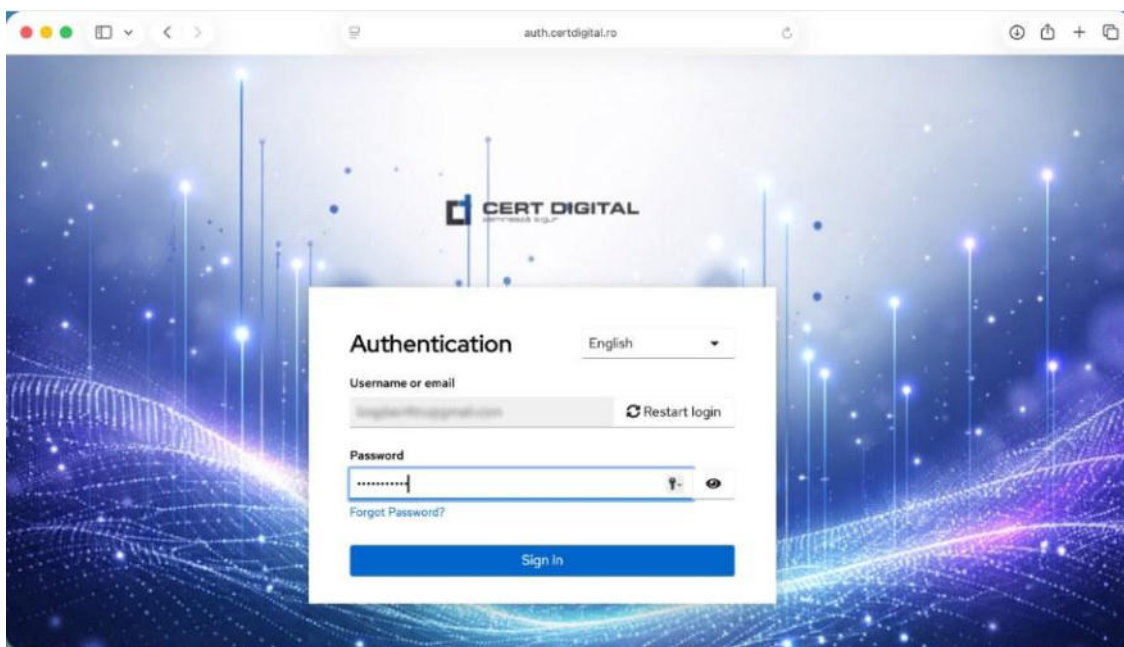 auth.certdigital.ro
CERT DIGITAL
Authentication
English
Username or email
Restart login
Password
Forgot Password?
Sign In